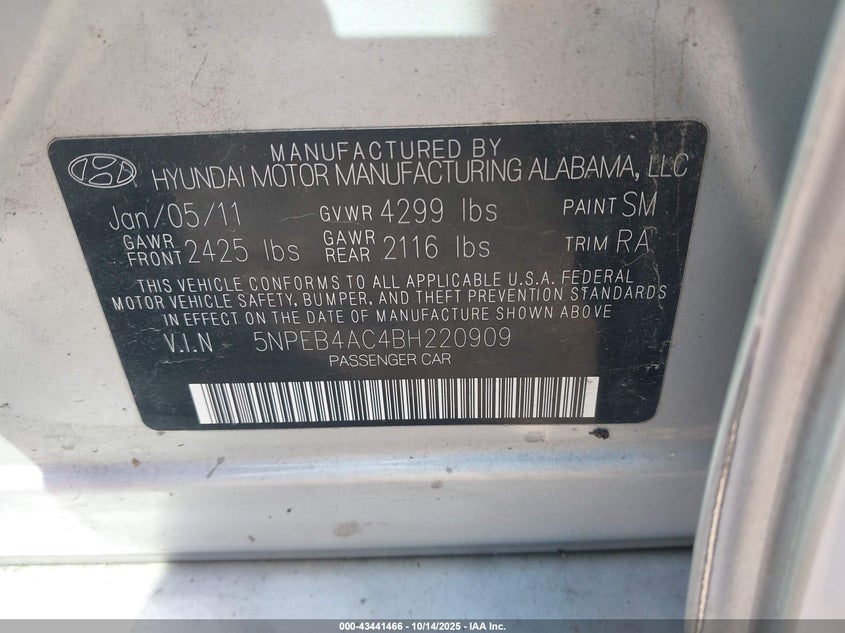 MANUFACTURED BY
HYUNDAI MOTOR MANUFACTURING ALABAMA, LLC
Jan/05/11 GVWR 4299 lbs PAINT SM
GAWR FRONT 2425 lbs GAWR REAR 2116 lbs TRIM RA
THIS VEHICLE CONFORMS TO ALL APPLICABLE U.S.A. FEDERAL
MOTOR VEHICLE SAFETY, BUMPER, AND THEFT PREVENTION STANDARDS
IN EFFECT ON THE DATE OF MANUFACTURE SHOWN ABOVE
V.I.N 5NPEB4AC4BH220909
PASSENGER CAR
000-43441466 - 10/14/2025 - IAA Inc.